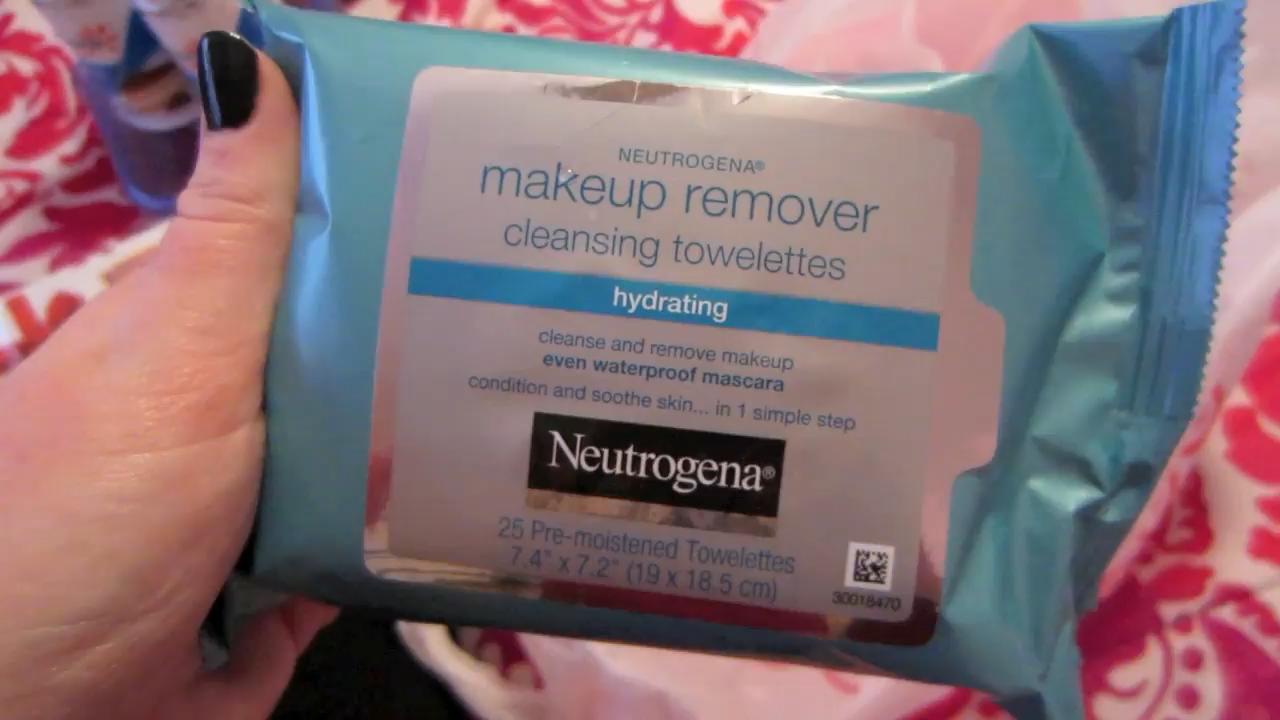 NEUTROGENA®
makeup remover
cleansing towelettes
hydrating
cleanse and remove makeup
even waterproof mascara
condition and soothe skin... in 1 simple step
Neutrogena®
25 Pre-moistened Towelettes
7.4" x 7.2" (19 x 18.5 cm)
30018470